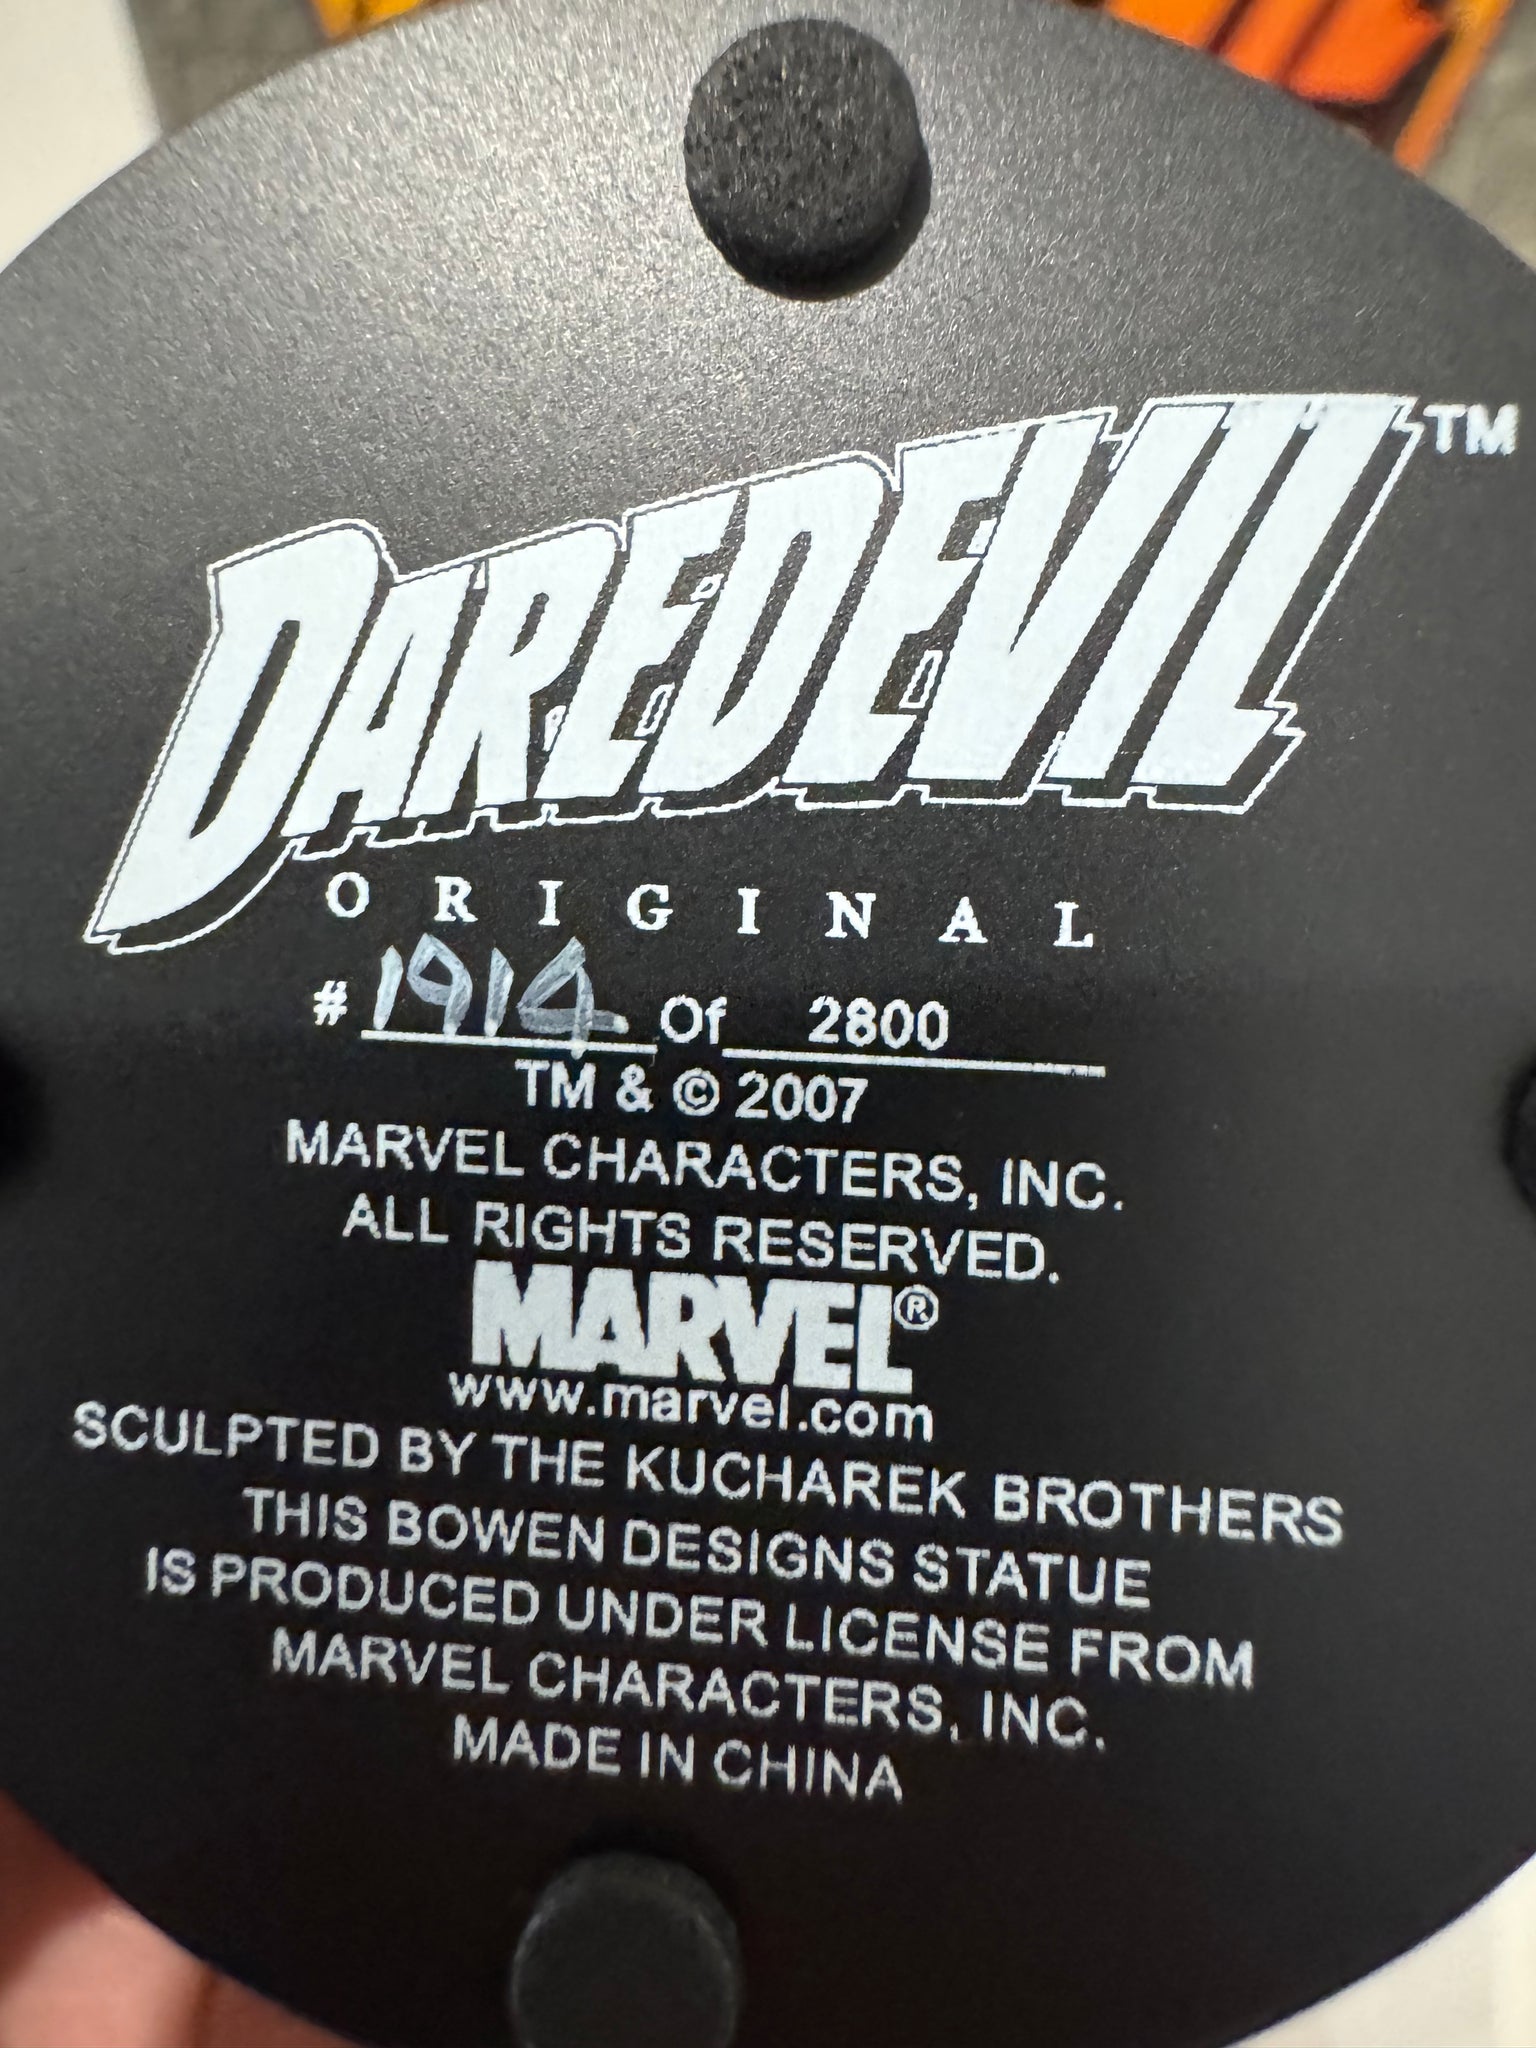 DAREDEVIL™
ORIGINAL
# 1914 Of 2800
TM & © 2007
MARVEL CHARACTERS, INC.
ALL RIGHTS RESERVED.
MARVEL®
www.marvel.com
SCULPTED BY THE KUCHAREK BROTHERS
THIS BOWEN DESIGNS STATUE
IS PRODUCED UNDER LICENSE FROM
MARVEL CHARACTERS, INC.
MADE IN CHINA